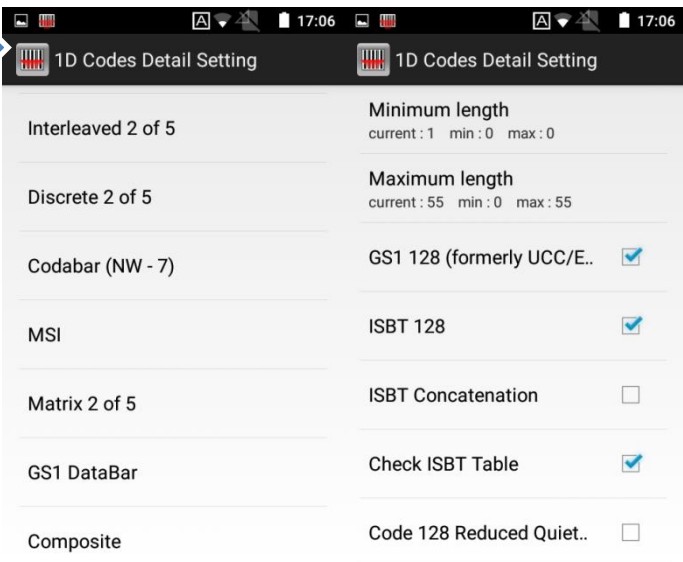 A 17:06
1D Codes Detail Setting
Interleaved 2 of 5
Discrete 2 of 5
Codabar (NW - 7)
MSI
Matrix 2 of 5
GS1 DataBar
Composite
A 17:06
1D Codes Detail Setting
Minimum length
current : 1 min : 0 max : 0
Maximum length
current : 55 min : 0 max : 55
GS1 128 (formerly UCC/E..
ISBT 128
ISBT Concatenation
Check ISBT Table
Code 128 Reduced Quiet..